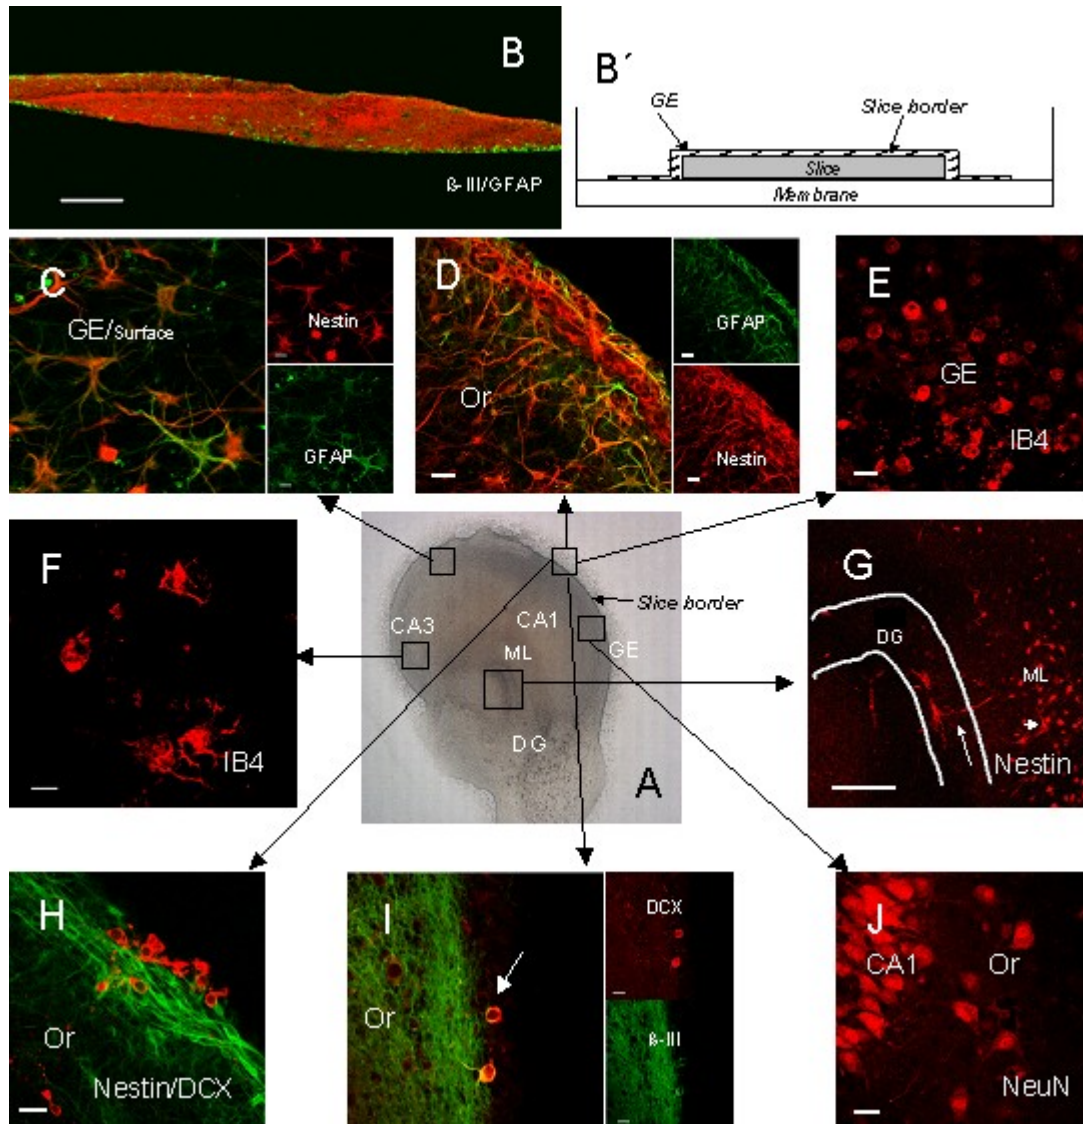 B
ß-III/GFAP
B´
GE
Slice border
Slice
Membrane
C
GE/Surface
Nestin
GFAP
D
Or
GFAP
Nestin
E
GE
IB4
F
IB4
CA3
CA1
ML
DG
GE
Slice border
A
G
DG
ML
Nestin
H
Or
Nestin/DCX
I
Or
DCX
ß-III
J
CA1
Or
NeuN